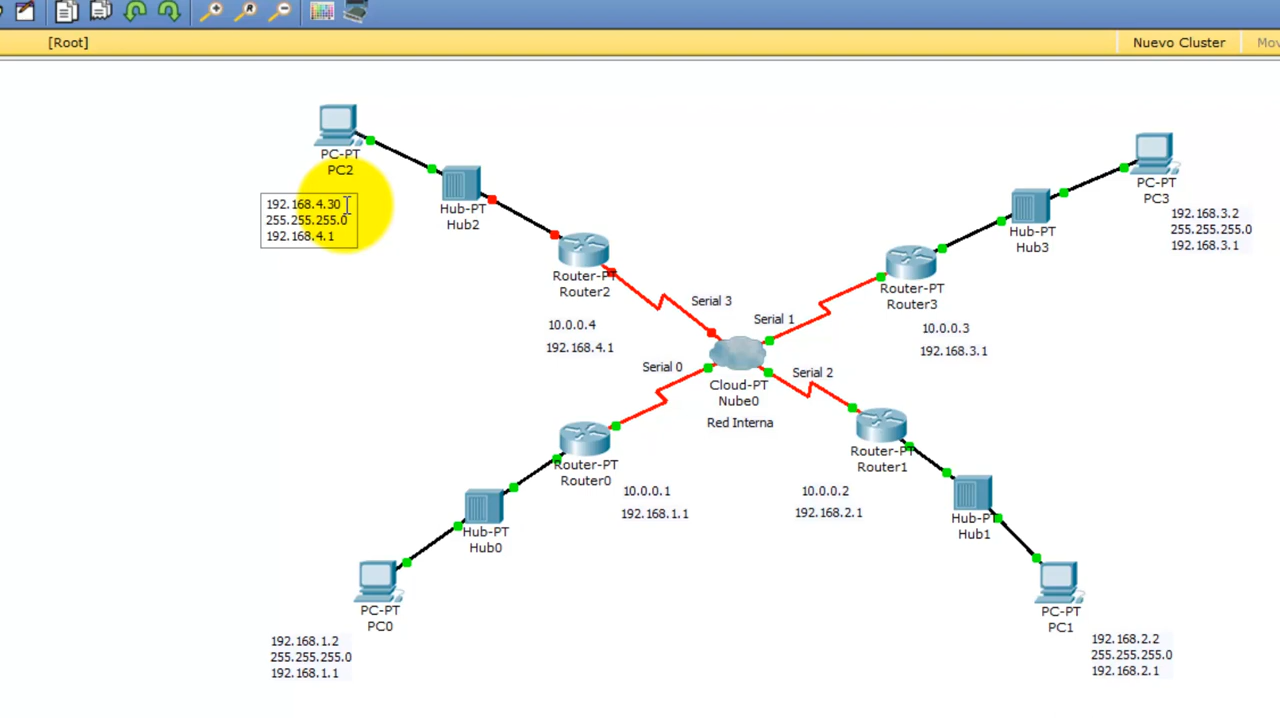 [Root]
Nuevo Cluster
Mov
PC-PT
PC2
192.168.4.30
255.255.255.0
192.168.4.1
Hub-PT
Hub2
Router-PT
Router2
10.0.0.4
192.168.4.1
Serial 3
Serial 1
Serial 0
Serial 2
Cloud-PT
Nube0
Red Interna
PC-PT
PC3
192.168.3.2
255.255.255.0
192.168.3.1
Hub-PT
Hub3
Router-PT
Router3
10.0.0.3
192.168.3.1
Router-PT
Router0
10.0.0.1
192.168.1.1
Hub-PT
Hub0
PC-PT
PC0
192.168.1.2
255.255.255.0
192.168.1.1
Router-PT
Router1
10.0.0.2
192.168.2.1
Hub-PT
Hub1
PC-PT
PC1
192.168.2.2
255.255.255.0
192.168.2.1